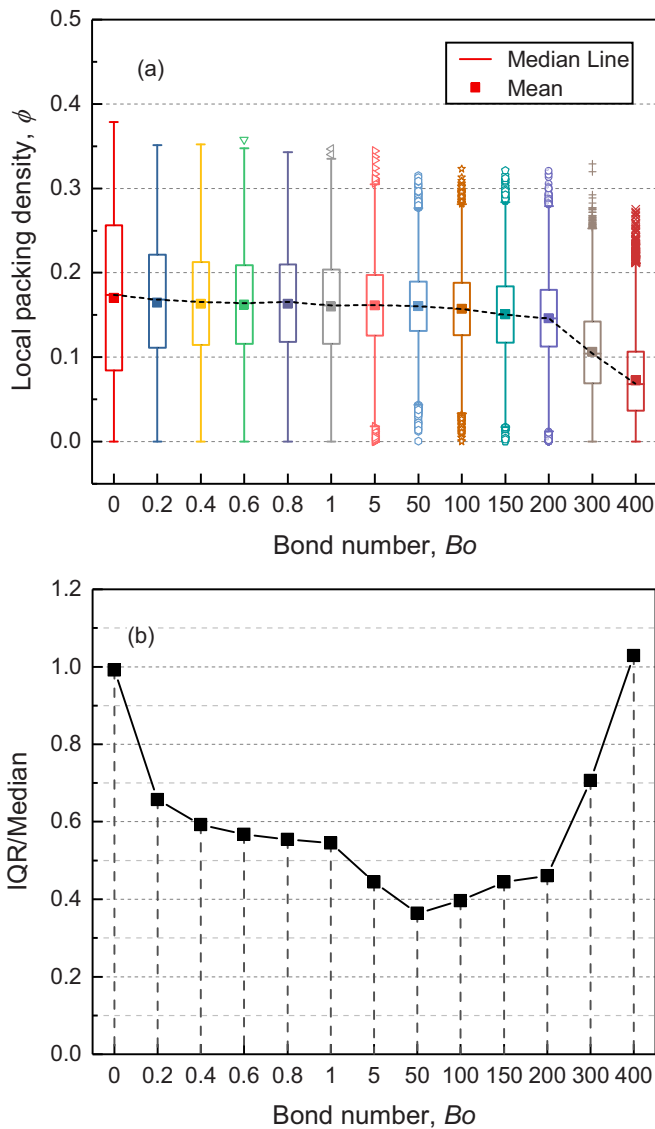 0.5
(a)
Median Line
Mean
0.4
0.3
0.2
0.1
0.0
Local packing density, ϕ
0 0.2 0.4 0.6 0.8 1 5 50 100 150 200 300 400
Bond number, Bo
1.2
(b)
1.0
0.8
0.6
0.4
0.2
0.0
IQR/Median
0 0.2 0.4 0.6 0.8 1 5 50 100 150 200 300 400
Bond number, Bo